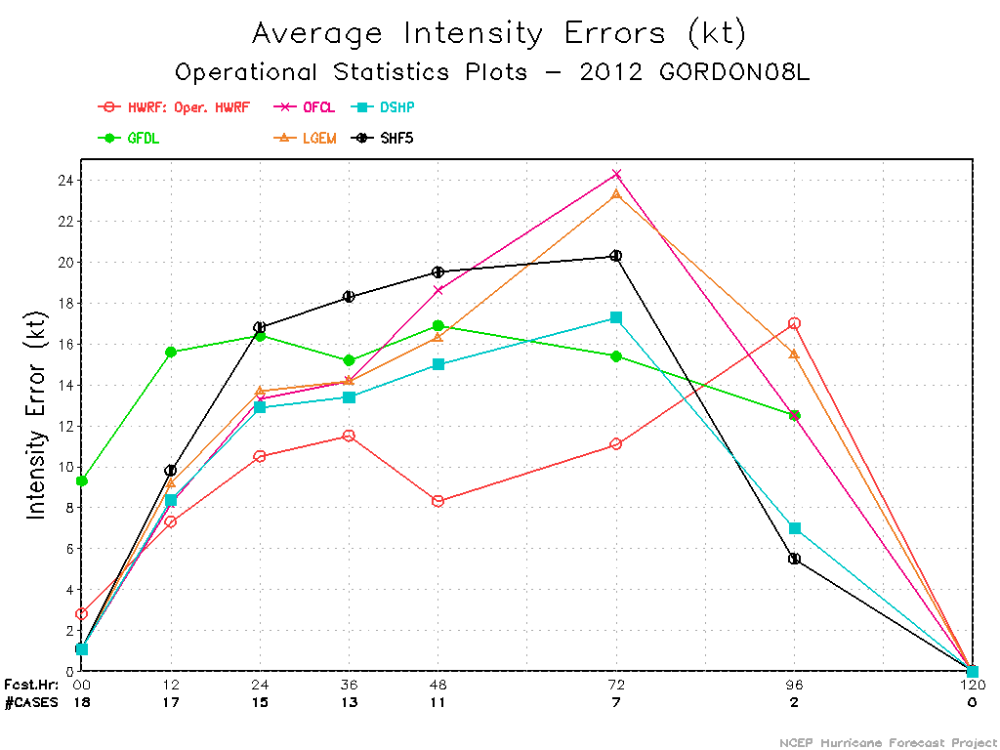 Average Intensity Errors (kt)
Operational Statistics Plots - 2012 GORDON08L
HWRF: Oper. HWRF OFCL DSHP
GFDL LGEM SHF5
Intensity Error (kt)
24
22
20
18
16
14
12
10
8
6
4
2
0
Fcst.Hr: 00 12 24 36 48 72 96 120
#CASES 18 17 15 13 11 7 2 0
NCEP Hurricane Forecast Project